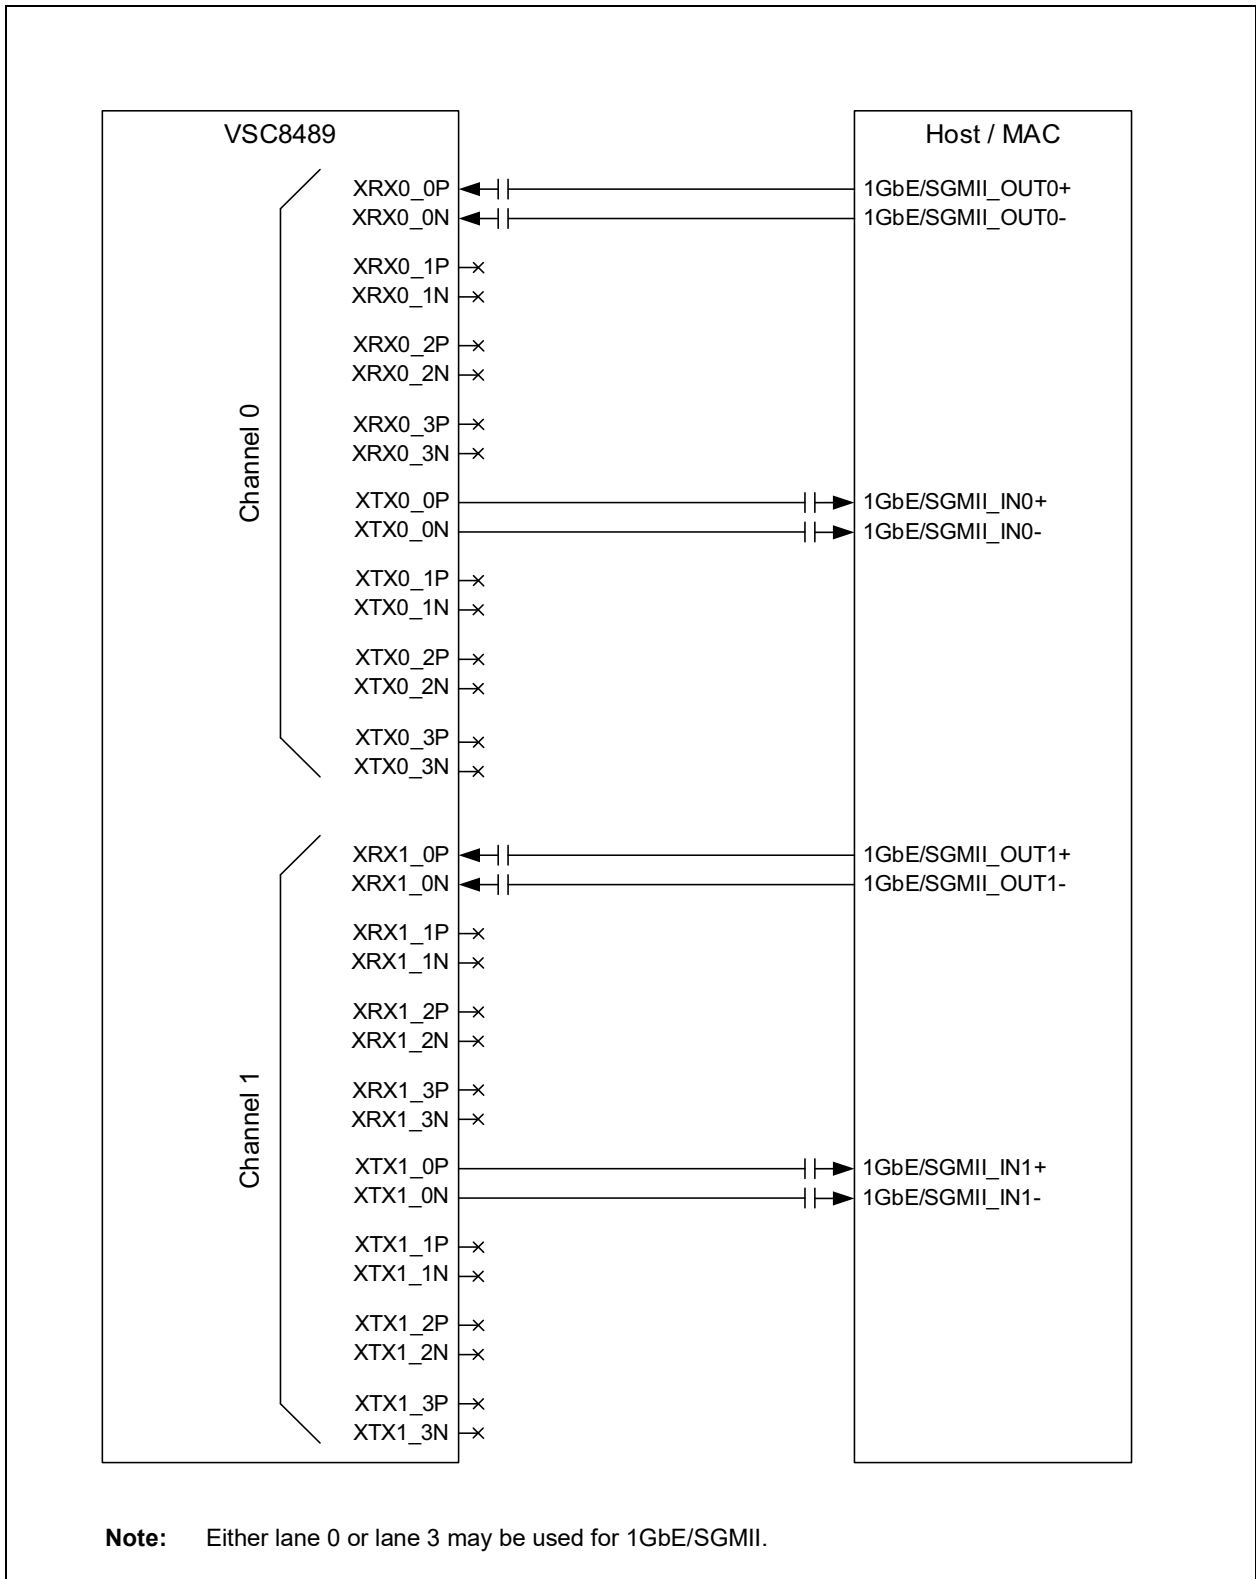 VSC8489
Host / MAC
Channel 0
XRX0_0P
1GbE/SGMII_OUT0+
XRX0_0N
1GbE/SGMII_OUT0-
XRX0_1P
XRX0_1N
XRX0_2P
XRX0_2N
XRX0_3P
XRX0_3N
XTX0_0P
1GbE/SGMII_IN0+
XTX0_0N
1GbE/SGMII_IN0-
XTX0_1P
XTX0_1N
XTX0_2P
XTX0_2N
XTX0_3P
XTX0_3N
Channel 1
XRX1_0P
1GbE/SGMII_OUT1+
XRX1_0N
1GbE/SGMII_OUT1-
XRX1_1P
XRX1_1N
XRX1_2P
XRX1_2N
XRX1_3P
XRX1_3N
XTX1_0P
1GbE/SGMII_IN1+
XTX1_0N
1GbE/SGMII_IN1-
XTX1_1P
XTX1_1N
XTX1_2P
XTX1_2N
XTX1_3P
XTX1_3N
Note: Either lane 0 or lane 3 may be used for 1GbE/SGMII.